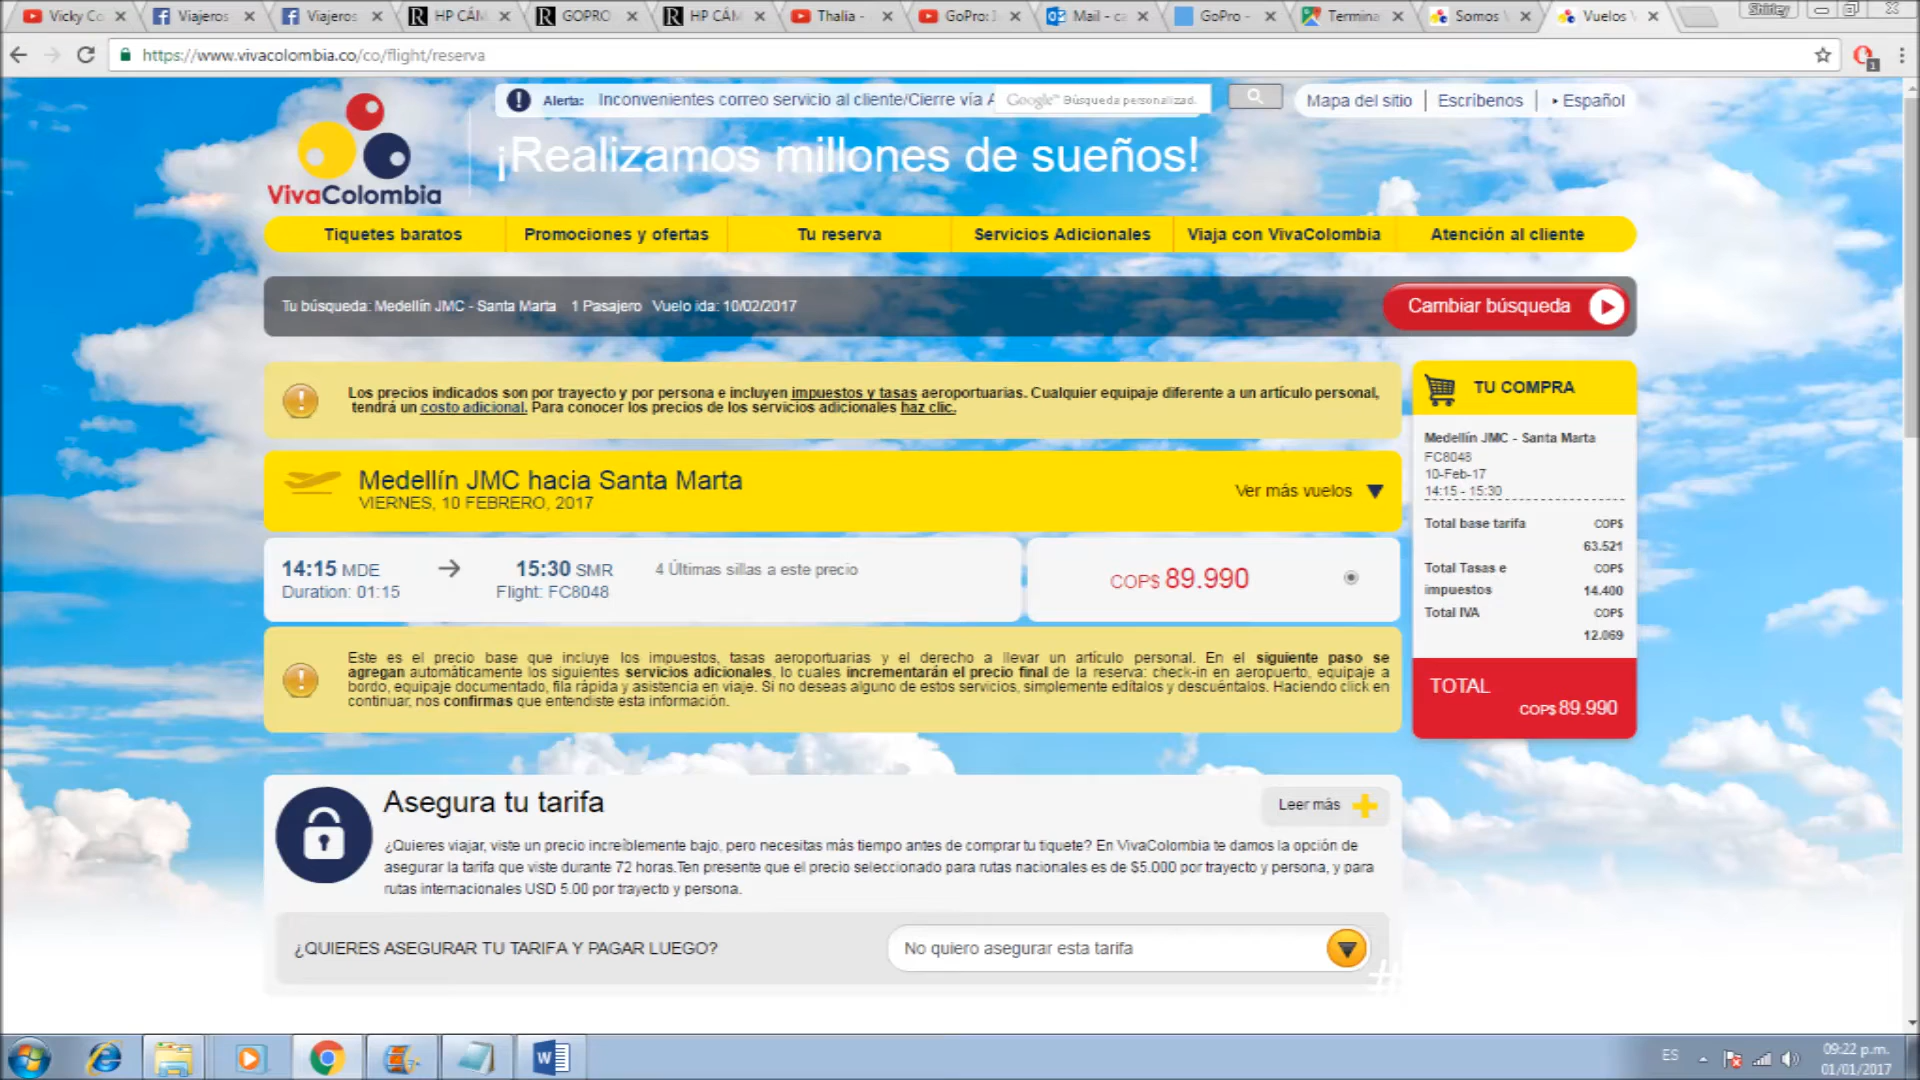 Vicky Co
Viajeros
Viajeros
HP CÁM
GOPRO
HP CÁM
Thalia -
GoPro: I
Mail - ca
GoPro -
Termina
Somos V
Vuelos V
Shirley
https://www.vivacolombia.co/co/flight/reserva
Alerta: Inconvenientes correo servicio al cliente/Cierre vía A
Google™ Búsqueda personalizad.
Mapa del sitio
Escríbenos
Español
¡Realizamos millones de sueños!
VivaColombia
Tiquetes baratos
Promociones y ofertas
Tu reserva
Servicios Adicionales
Viaja con VivaColombia
Atención al cliente
Tu búsqueda: Medellín JMC - Santa Marta 1 Pasajero Vuelo ida: 10/02/2017
Cambiar búsqueda
Los precios indicados son por trayecto y por persona e incluyen impuestos y tasas aeroportuarias. Cualquier equipaje diferente a un artículo personal,
tendrá un costo adicional. Para conocer los precios de los servicios adicionales haz clic.
Medellín JMC hacia Santa Marta
VIERNES, 10 FEBRERO, 2017
Ver más vuelos
14:15 MDE
Duration: 01:15
15:30 SMR
Flight: FC8048
4 Últimas sillas a este precio
COP$ 89.990
Este es el precio base que incluye los impuestos, tasas aeroportuarias y el derecho a llevar un artículo personal. En el siguiente paso se
agregan automáticamente los siguientes servicios adicionales, lo cuales incrementarán el precio final de la reserva: check-in en aeropuerto, equipaje a
bordo, equipaje documentado, fila rápida y asistencia en viaje. Si no deseas alguno de estos servicios, simplemente edítalos y descuéntalos. Haciendo click en
continuar, nos confirmas que entendiste esta información.
TU COMPRA
Medellín JMC - Santa Marta
FC8048
10-Feb-17
14:15 - 15:30
Total base tarifa COP$
63.521
Total Tasas e COP$
impuestos 14.400
Total IVA COP$
12.069
TOTAL
COP$ 89.990
Asegura tu tarifa
Leer más
¿Quieres viajar, viste un precio increíblemente bajo, pero necesitas más tiempo antes de comprar tu tiquete? En VivaColombia te damos la opción de
asegurar la tarifa que viste durante 72 horas.Ten presente que el precio seleccionado para rutas nacionales es de $5.000 por trayecto y persona, y para
rutas internacionales USD 5.00 por trayecto y persona.
¿QUIERES ASEGURAR TU TARIFA Y PAGAR LUEGO?
No quiero asegurar esta tarifa
#
ES
09:22 p.m.
01/01/2017